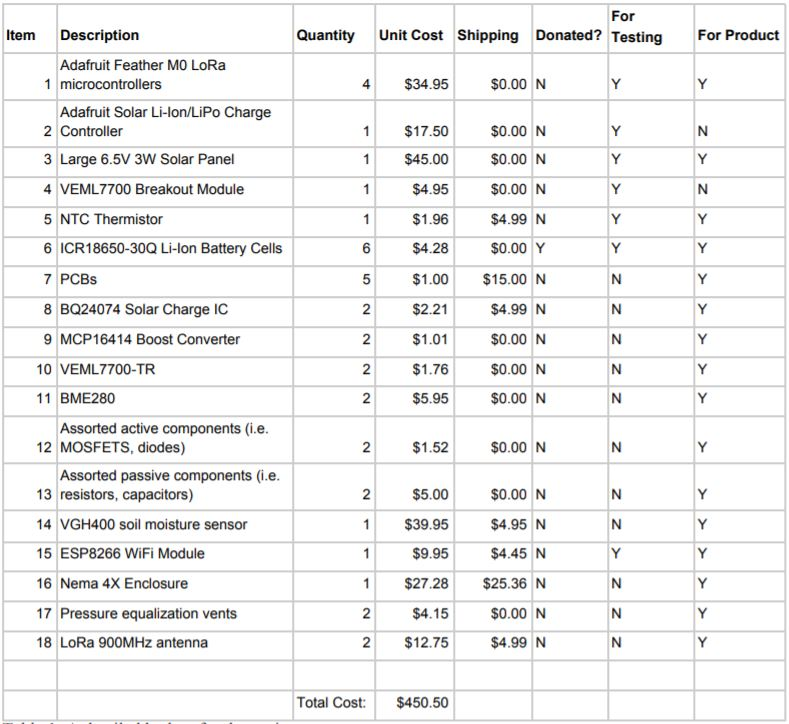 Item Description Quantity Unit Cost Shipping Donated? For Testing For Product
1 Adafruit Feather M0 LoRa microcontrollers 4 $34.95 $0.00 N Y Y
2 Adafruit Solar Li-Ion/LiPo Charge Controller 1 $17.50 $0.00 N Y N
3 Large 6.5V 3W Solar Panel 1 $45.00 $0.00 N Y Y
4 VEML7700 Breakout Module 1 $4.95 $0.00 N Y N
5 NTC Thermistor 1 $1.96 $4.99 N Y Y
6 ICR18650-30Q Li-Ion Battery Cells 6 $4.28 $0.00 Y Y Y
7 PCBs 5 $1.00 $15.00 N N Y
8 BQ24074 Solar Charge IC 2 $2.21 $4.99 N N Y
9 MCP16414 Boost Converter 2 $1.01 $0.00 N N Y
10 VEML7700-TR 2 $1.76 $0.00 N N Y
11 BME280 2 $5.95 $0.00 N N Y
12 Assorted active components (i.e. MOSFETS, diodes) 2 $1.52 $0.00 N N Y
13 Assorted passive components (i.e. resistors, capacitors) 2 $5.00 $0.00 N N Y
14 VGH400 soil moisture sensor 1 $39.95 $4.95 N N Y
15 ESP8266 WiFi Module 1 $9.95 $4.45 N Y Y
16 Nema 4X Enclosure 1 $27.28 $25.36 N N Y
17 Pressure equalization vents 2 $4.15 $0.00 N N Y
18 LoRa 900MHz antenna 2 $12.75 $4.99 N N Y
Total Cost: $450.50